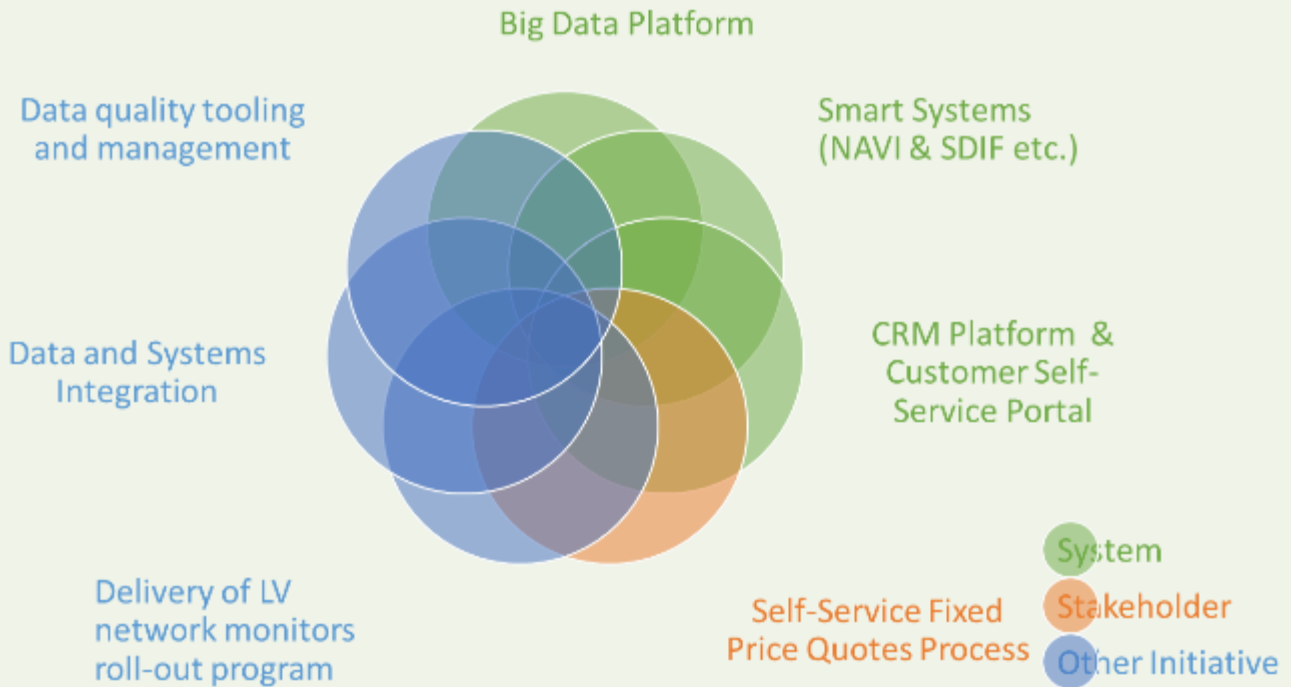 Big Data Platform
Data quality tooling
and management
Smart Systems
(NAVI & SDIF etc.)
Data and Systems
Integration
CRM Platform &
Customer Self-
Service Portal
Delivery of LV
network monitors
roll-out program
Self-Service Fixed
Price Quotes Process
System
Stakeholder
Other Initiative